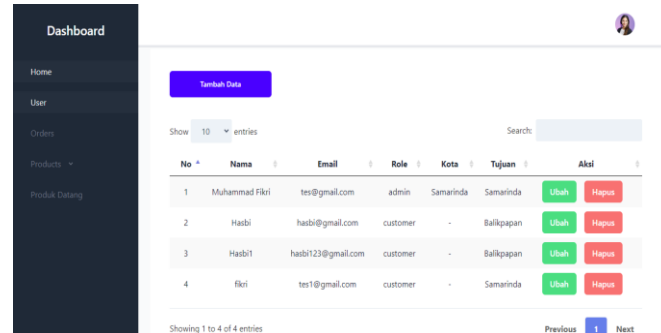 Dashboard
Home
User
Orders
Products
Produk Datang
Tambah Data
Show 10 entries
Search:
No Nama Email Role Kota Tujuan Aksi
1 Muhammad Fikri tes@gmail.com admin Samarinda Samarinda Ubah Hapus
2 Hasbi hasbi@gmail.com customer - Balikpapan Ubah Hapus
3 Hasbi1 hasbi123@gmail.com customer - Balikpapan Ubah Hapus
4 fikri tes1@gmail.com customer - Samarinda Ubah Hapus
Showing 1 to 4 of 4 entries
Previous 1 Next